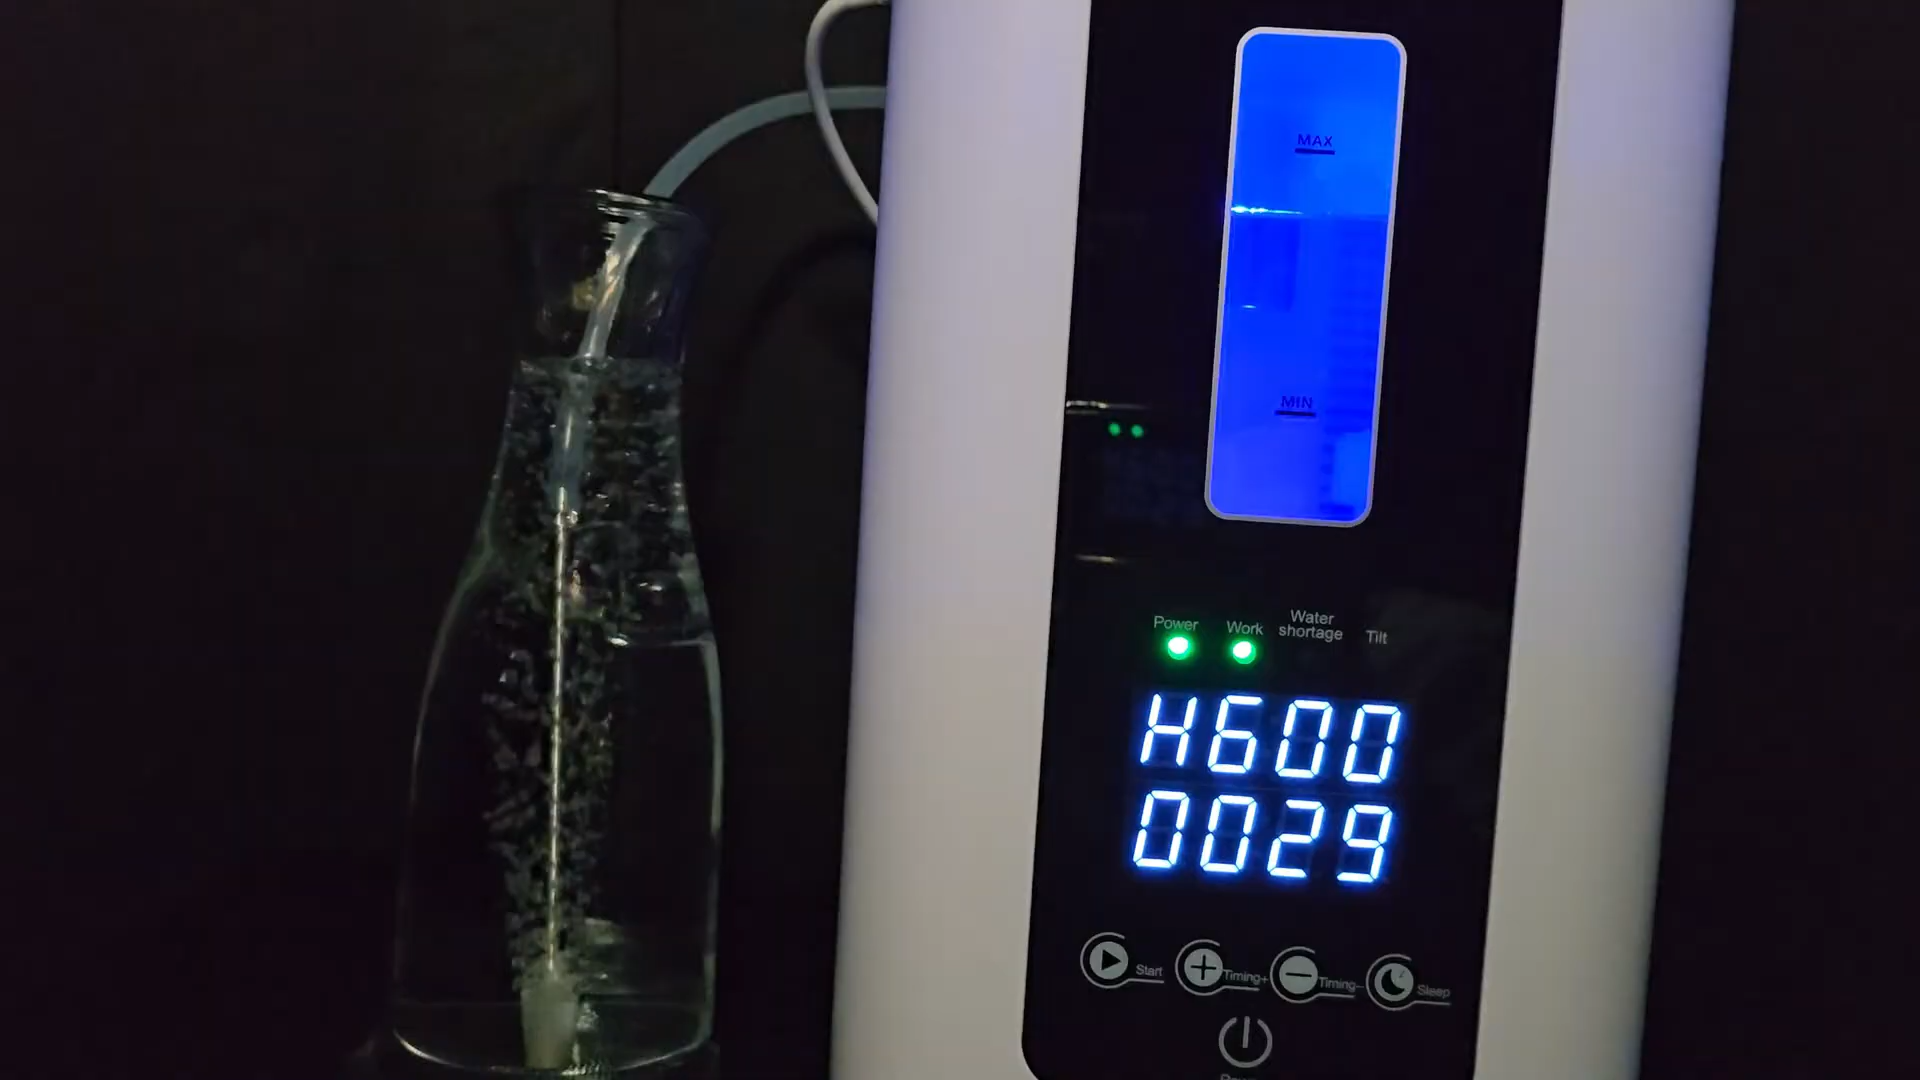 MAX
MIN
Power Work Water shortage Tilt
H600
0029
Start Timing+ Timing- Sleep